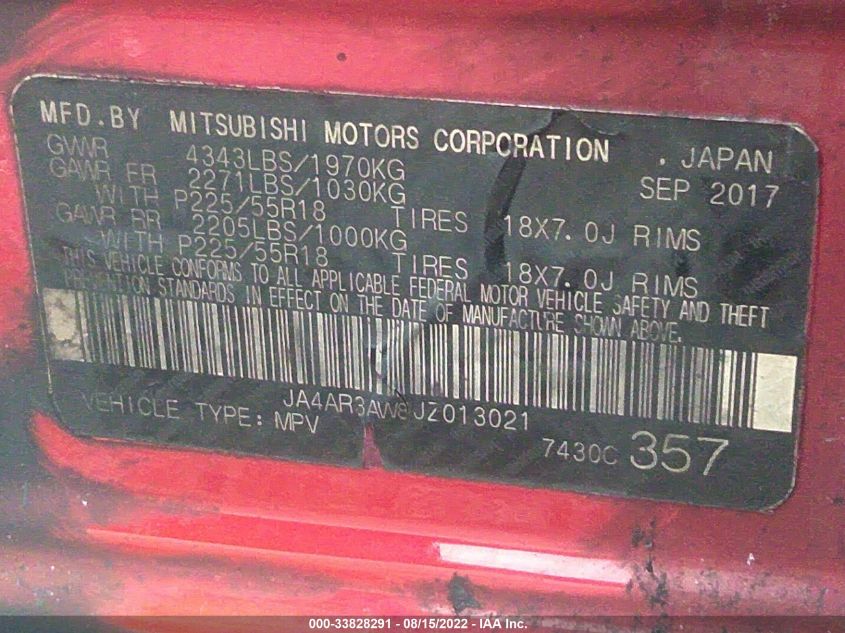 MFD.BY MITSUBISHI MOTORS CORPORATION . JAPAN
GVWR 4343LBS/1970KG SEP 2017
GAWR FR 2271LBS/1030KG
WITH P225/55R18 TIRES 18X7.0J RIMS
GAWR RR 2205LBS/1000KG
WITH P225/55R18 TIRES 18X7.0J RIMS
THIS VEHICLE CONFORMS TO ALL APPLICABLE FEDERAL MOTOR VEHICLE SAFETY AND THEFT
PREVENTION STANDARDS IN EFFECT ON THE DATE OF MANUFACTURE SHOWN ABOVE.
JA4AR3AW8JZ013021
VEHICLE TYPE: MPV 7430C 357
000-33828291 - 08/15/2022 - IAA Inc.